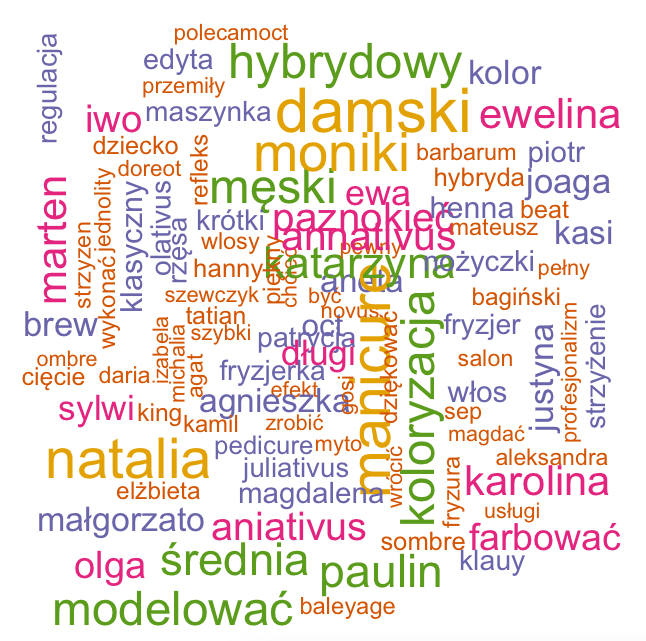 polecamoct
regulacja
edyta
hybrydowy
kolor
przemiły
iwo
maszynka
damski
ewelina
dziecko
refleks
moniki
barbarum
piotr
doreot
jednolity
klasyczny
olativus
męski
ewa
hybryda
joaga
marten
krótki
paznokieć
henna
beat
rzęsa
włosy
annativus
mateusz
kasi
strzyżen
wykonać
hanny
piękny
chcieć
pewny
katarzyna
nożyczki
pełny
aneta
szewczyk
być
bagiński
novus
tatian
brew
szybki
oct
patrycja
manicure
koloryzacja
fryzjer
justyna
profesjonalizm
strzyżenie
izabela
michalia
ombre
długi
dziękować
salon
cięcie
daria
agat
fryzjerka
efekt
włos
agnieszka
sylwi
king
kamil
zrobić
sep
magdać
natalia
pedicure
myto
juliativus
aleksandra
wrócić
fryzura
karolina
elżbieta
magdalena
usługi
małgorzato
aniativus
sombre
farbować
olga
średnia
paulin
klauy
modelować
baleyage